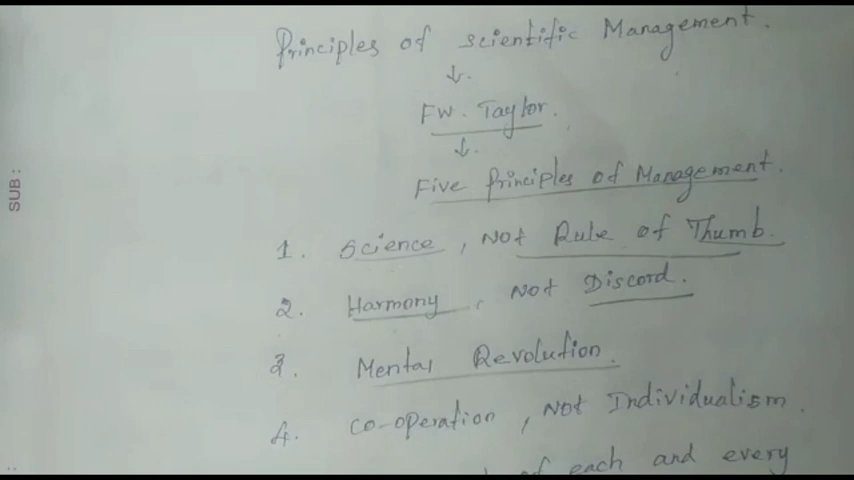 Principles of scientific Management.
FW. Taylor.
Five Principles of Management.
1. Science, NOT Rule of Thumb.
2. Harmony, NOT Discord.
3. Mental Revolution.
4. CO-OPeration, NOT Individualism.
of each and every
SUB: